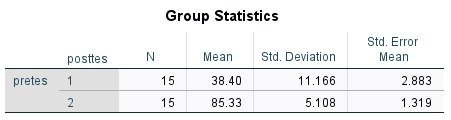 Group Statistics
posttes N Mean Std. Deviation Std. Error Mean
pretes 1 15 38.40 11.166 2.883
2 15 85.33 5.108 1.319